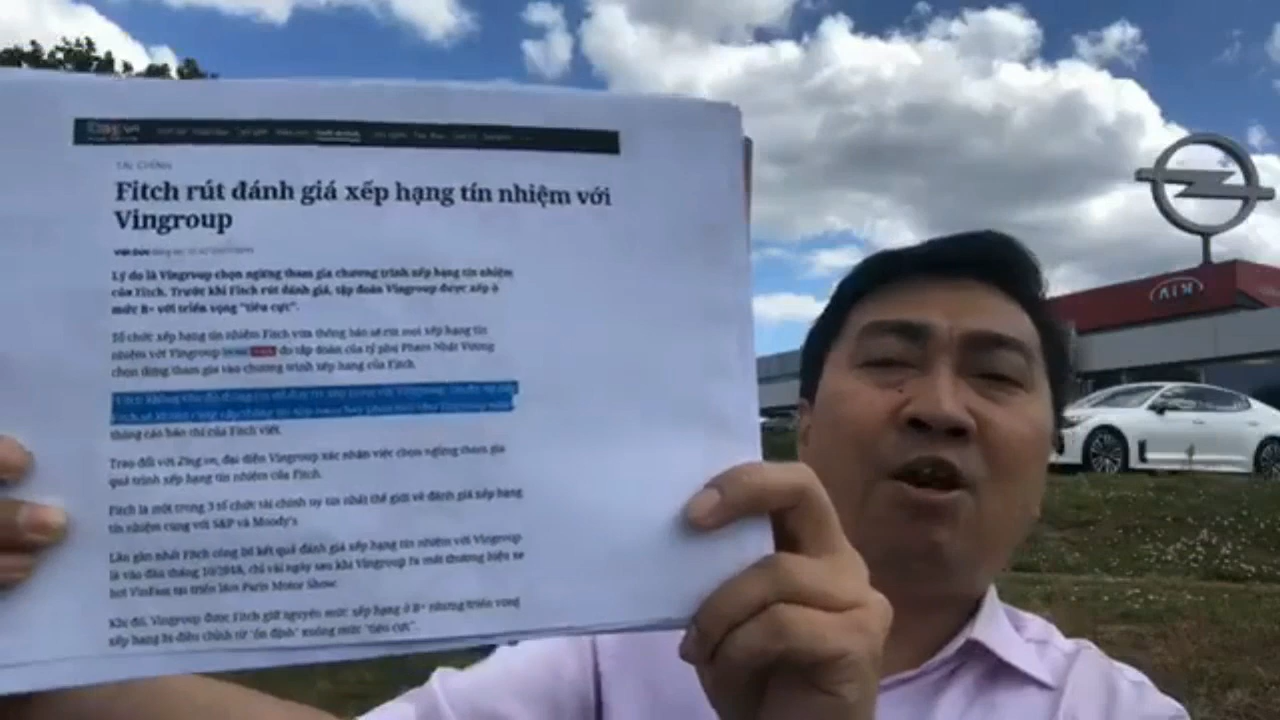 Zing.vn
TÀI CHÍNH
Fitch rút đánh giá xếp hạng tín nhiệm với
Vingroup
Lý do là Vingroup chọn ngừng tham gia chương trình xếp hạng tín nhiệm
của Fitch. Trước khi Fitch rút đánh giá, tập đoàn Vingroup được xếp ở
mức B+ với triển vọng "tiêu cực".
Tổ chức xếp hạng tín nhiệm Fitch vừa thông báo sẽ rút mọi xếp hạng tín
nhiệm với Vingroup do tập đoàn của tỷ phú Phạm Nhật Vượng
chọn dừng tham gia vào chương trình xếp hạng của Fitch.
thông cáo báo chí của Fitch viết.
Trao đổi với Zing.vn, đại diện Vingroup xác nhận việc chọn ngừng tham gia
quá trình xếp hạng tín nhiệm của Fitch.
Fitch là một trong 3 tổ chức tài chính uy tín nhất thế giới về đánh giá xếp hạng
tín nhiệm cùng với S&P và Moody's
Lần gần nhất Fitch công bố kết quả đánh giá xếp hạng tín nhiệm với Vingroup
là vào đầu tháng 10/2018, chỉ vài ngày sau khi Vingroup ra mắt thương hiệu xe
hơi VinFast tại triển lãm Paris Motor Show.
Khi đó, Vingroup được Fitch giữ nguyên mức xếp hạng ở B+ nhưng triển vọng
xếp hạng bị điều chỉnh từ "ổn định" xuống mức "tiêu cực".
KIA